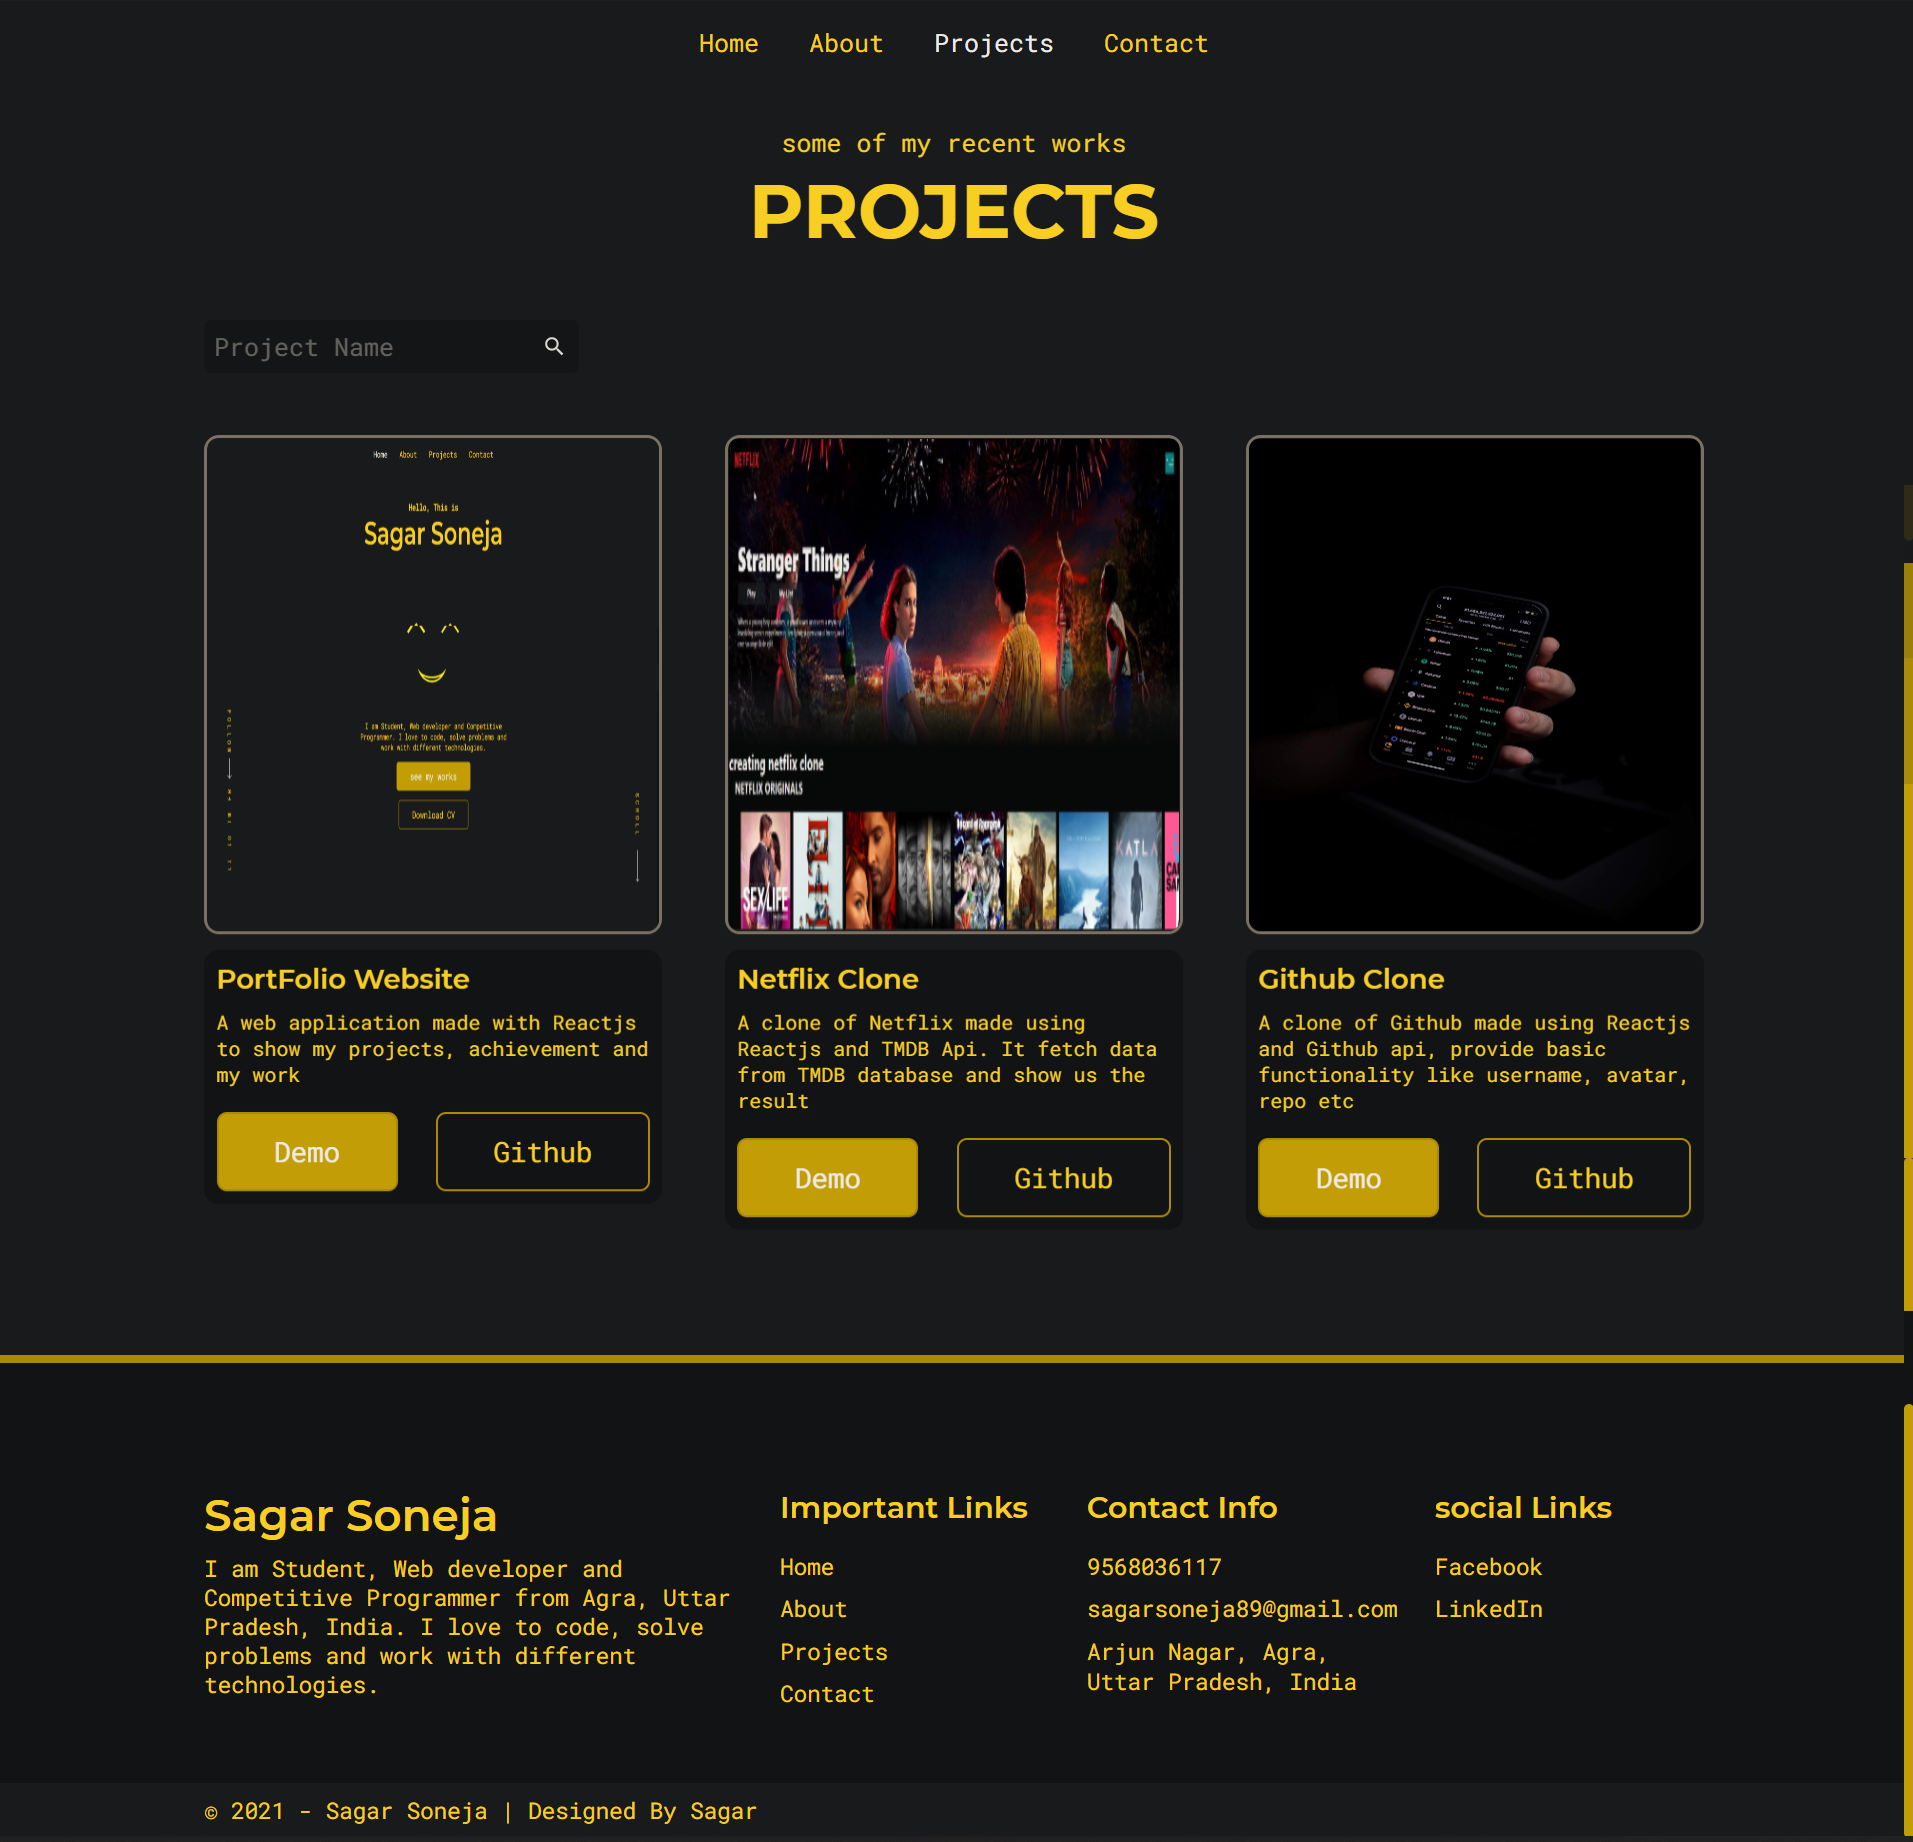 Home About Projects Contact
some of my recent works
PROJECTS
Project Name
Home About Projects Contact
Hello, This is
Sagar Soneja
I am Student, Web developer and Competitive
Programmer. I love to code, solve problems and
work with different technologies.
see my works
Download CV
FOLLOW
SCROLL
NETFLIX
Stranger Things
Play My List
creating netflix clone
NETFLIX ORIGINALS
SEX/LIFE
KATLA
PortFolio Website
A web application made with Reactjs
to show my projects, achievement and
my work
Demo Github
Netflix Clone
A clone of Netflix made using
Reactjs and TMDB Api. It fetch data
from TMDB database and show us the
result
Demo Github
Github Clone
A clone of Github made using Reactjs
and Github api, provide basic
functionality like username, avatar,
repo etc
Demo Github
Sagar Soneja
I am Student, Web developer and
Competitive Programmer from Agra, Uttar
Pradesh, India. I love to code, solve
problems and work with different
technologies.
Important Links
Home
About
Projects
Contact
Contact Info
9568036117
sagarsoneja89@gmail.com
Arjun Nagar, Agra,
Uttar Pradesh, India
social Links
Facebook
LinkedIn
© 2021 - Sagar Soneja | Designed By Sagar